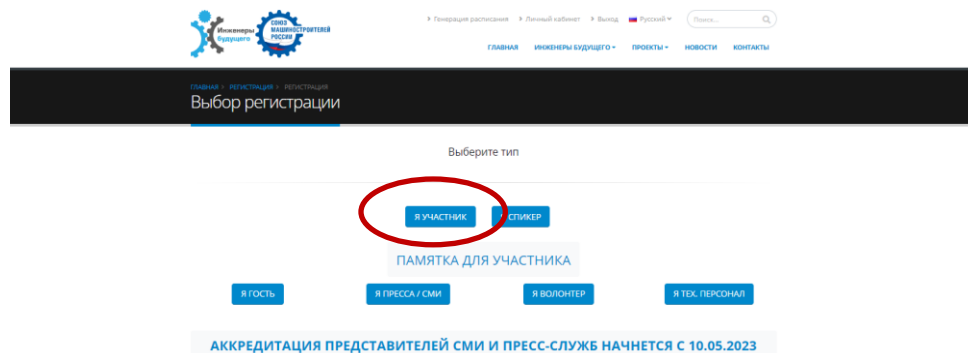 Инженеры
будущего
СОЮЗ
МАШИНОСТРОИТЕЛЕЙ
РОССИИ
Генерация расписания Личный кабинет Выход Русский Поиск...
ГЛАВНАЯ ИНЖЕНЕРЫ БУДУЩЕГО ПРОЕКТЫ НОВОСТИ КОНТАКТЫ
ГЛАВНАЯ > РЕГИСТРАЦИЯ > РЕГИСТРАЦИЯ
Выбор регистрации
Выберите тип
Я УЧАСТНИК СПИКЕР
ПАМЯТКА ДЛЯ УЧАСТНИКА
Я ГОСТЬ Я ПРЕССА / СМИ Я ВОЛОНТЕР Я ТЕХ. ПЕРСОНАЛ
АККРЕДИТАЦИЯ ПРЕДСТАВИТЕЛЕЙ СМИ И ПРЕСС-СЛУЖБ НАЧНЕТСЯ С 10.05.2023